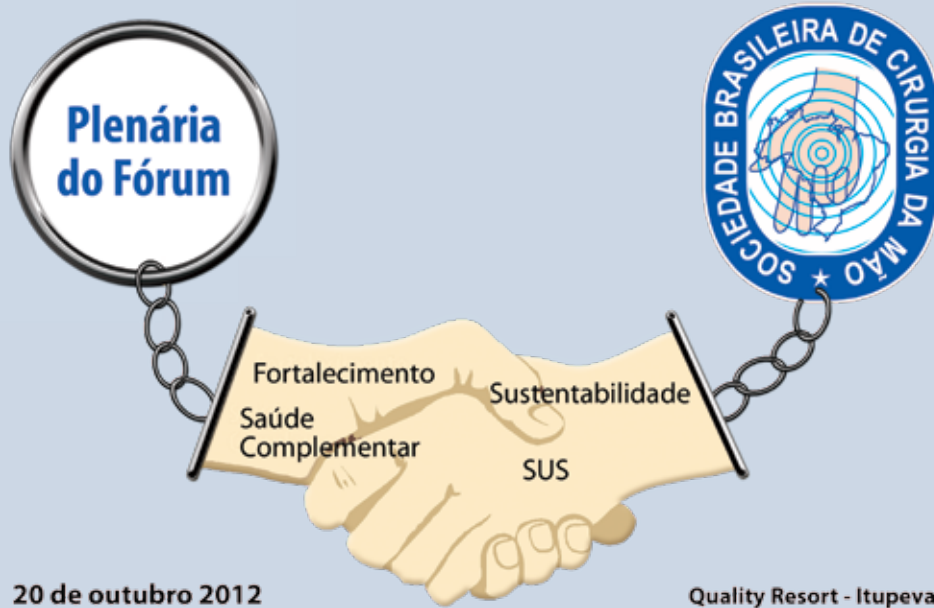 Plenária
do Fórum
SOCIEDADE BRASILEIRA DE CIRURGIA DA MÃO
Fortalecimento
Saúde
Complementar
Sustentabilidade
SUS
20 de outubro 2012
Quality Resort - Itupeva